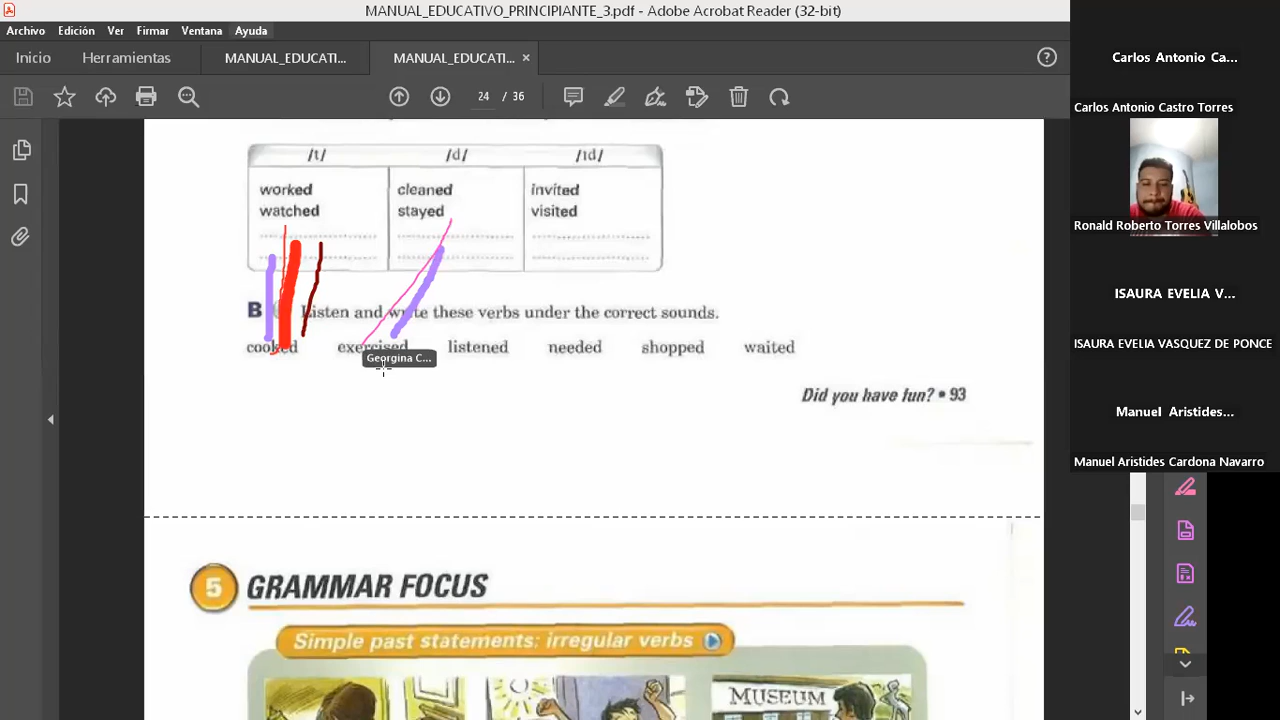 MANUAL_EDUCATIVO_PRINCIPIANTE_3.pdf - Adobe Acrobat Reader (32-bit)
Archivo Edición Ver Firmar Ventana Ayuda
Inicio Herramientas MANUAL_EDUCATI... MANUAL_EDUCATI... ×
24 / 36
/t/ /d/ /ɪd/
worked cleaned invited
watched stayed visited
B Listen and write these verbs under the correct sounds.
cooked exercised listened needed shopped waited
Georgina C...
Did you have fun? • 93
5 GRAMMAR FOCUS
Simple past statements: irregular verbs
MUSEUM
Carlos Antonio Ca...
Carlos Antonio Castro Torres
Ronald Roberto Torres Villalobos
ISAURA EVELIA V...
ISAURA EVELIA VASQUEZ DE PONCE
Manuel Aristides...
Manuel Aristides Cardona Navarro